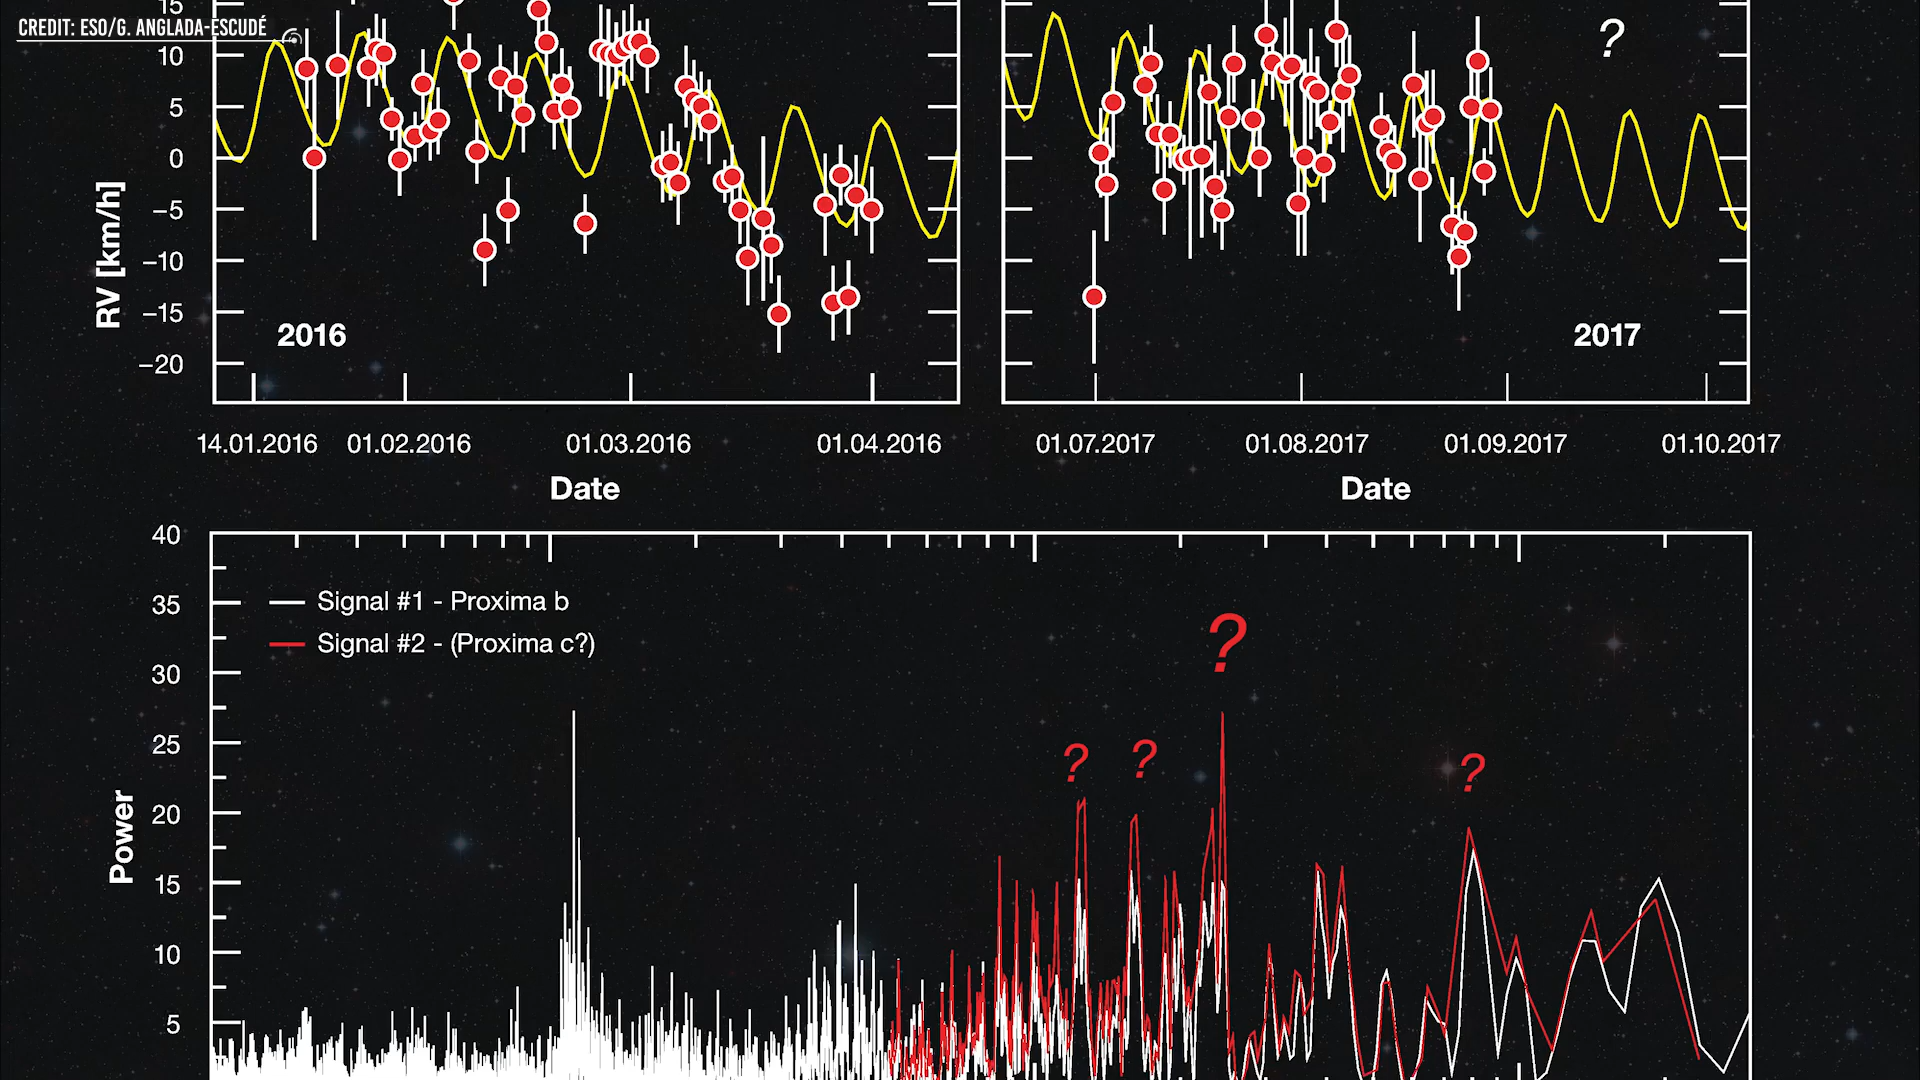 CREDIT: ESO/G. ANGLADA-ESCUDÉ
15
10
5
0
−5
−10
−15
−20
RV [km/h]
2016
14.01.2016 01.02.2016 01.03.2016 01.04.2016
Date
15
?
2017
01.07.2017 01.08.2017 01.09.2017 01.10.2017
Date
40
35
30
25
20
15
10
5
Power
Signal #1 - Proxima b
Signal #2 - (Proxima c?)
?
? ? ?